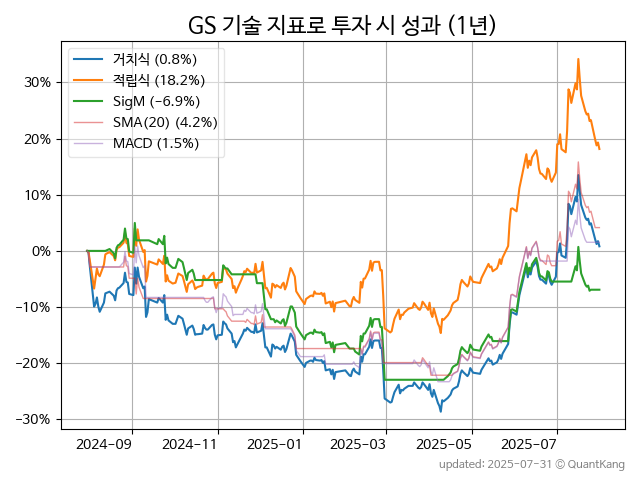 GS 기술 지표로 투자 시 성과 (1년)
거치식 (0.8%)
적립식 (18.2%)
SigM (−6.9%)
SMA(20) (4.2%)
MACD (1.5%)
30%
20%
10%
0%
−10%
−20%
−30%
2024−09 2024−11 2025−01 2025−03 2025−05 2025−07
updated: 2025-07-31 © QuantKang